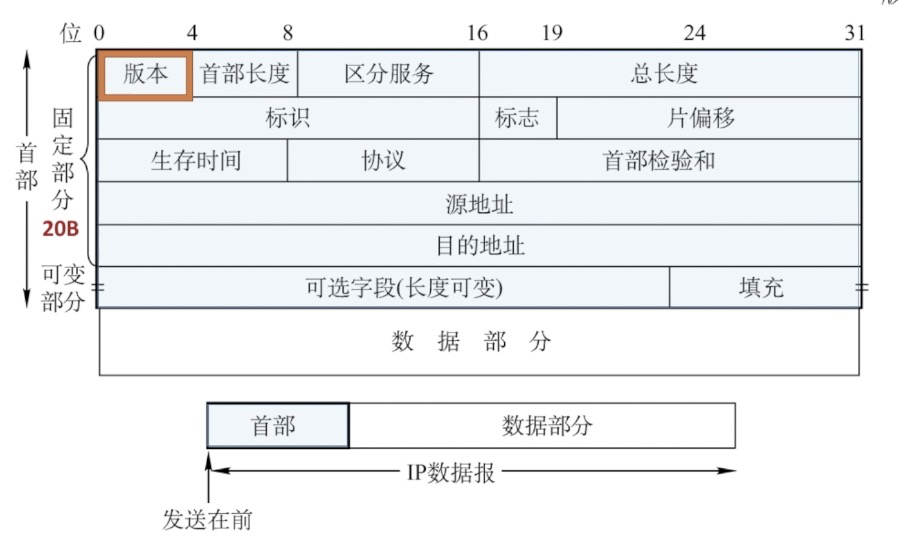 位 0 4 8 16 19 24 31
版本 首部长度 区分服务 总长度
标识 标志 片偏移
生存时间 协议 首部检验和
源地址
目的地址
可选字段(长度可变) 填充
数据部分
首部
固定部分
20B
可变部分
首部 数据部分
IP数据报
发送在前